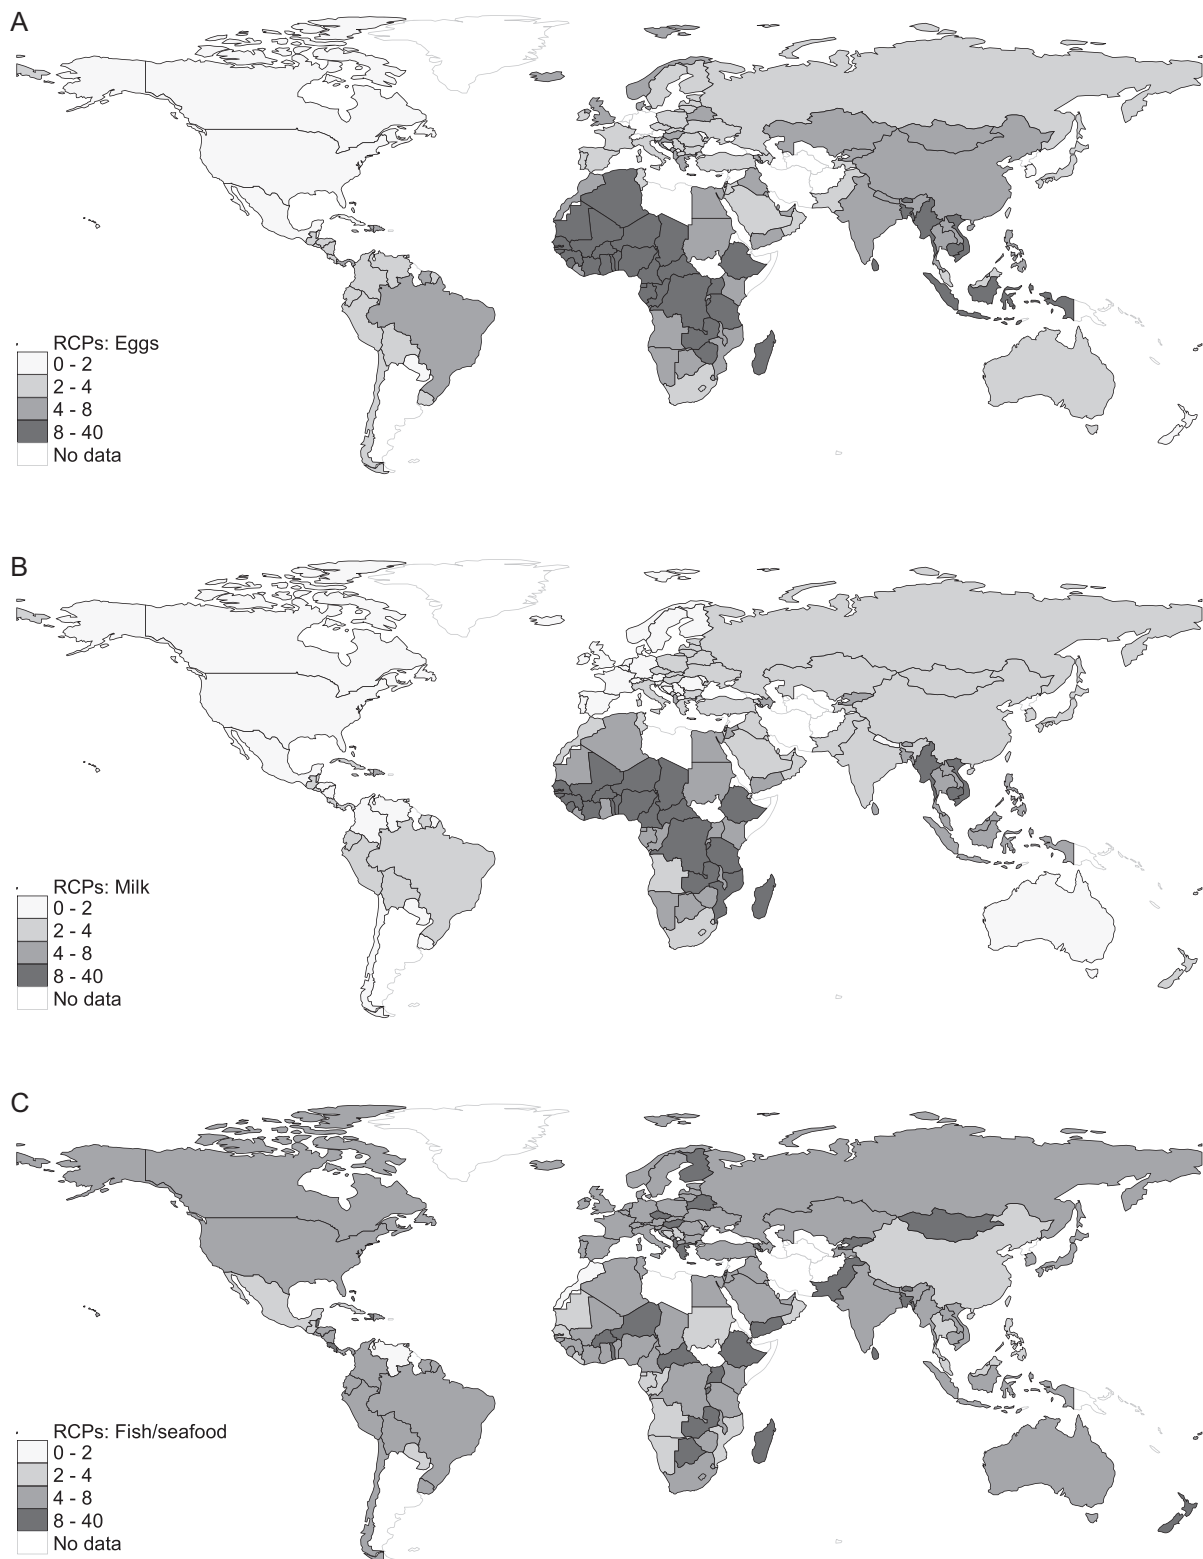 A
RCPs: Eggs
0 - 2
2 - 4
4 - 8
8 - 40
No data
B
RCPs: Milk
0 - 2
2 - 4
4 - 8
8 - 40
No data
C
RCPs: Fish/seafood
0 - 2
2 - 4
4 - 8
8 - 40
No data